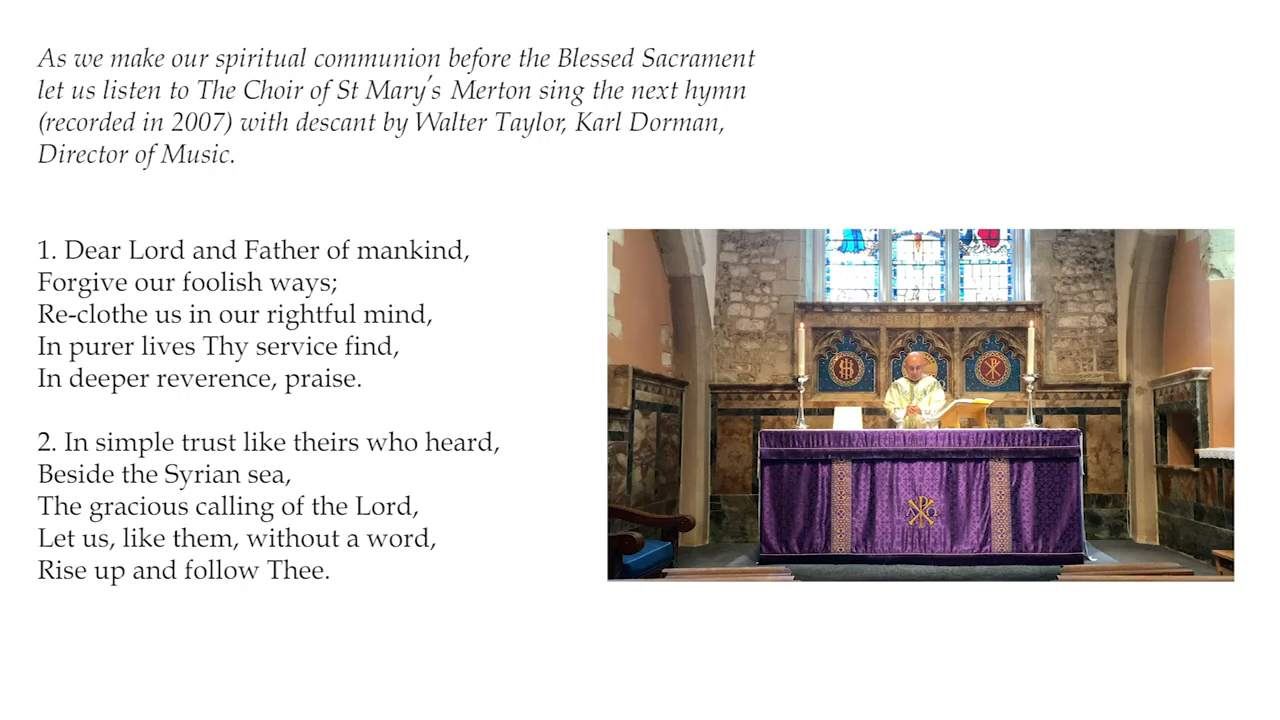 As we make our spiritual communion before the Blessed Sacrament
let us listen to The Choir of St Mary's Merton sing the next hymn
(recorded in 2007) with descant by Walter Taylor, Karl Dorman,
Director of Music.
1. Dear Lord and Father of mankind,
Forgive our foolish ways;
Re-clothe us in our rightful mind,
In purer lives Thy service find,
In deeper reverence, praise.
2. In simple trust like theirs who heard,
Beside the Syrian sea,
The gracious calling of the Lord,
Let us, like them, without a word,
Rise up and follow Thee.